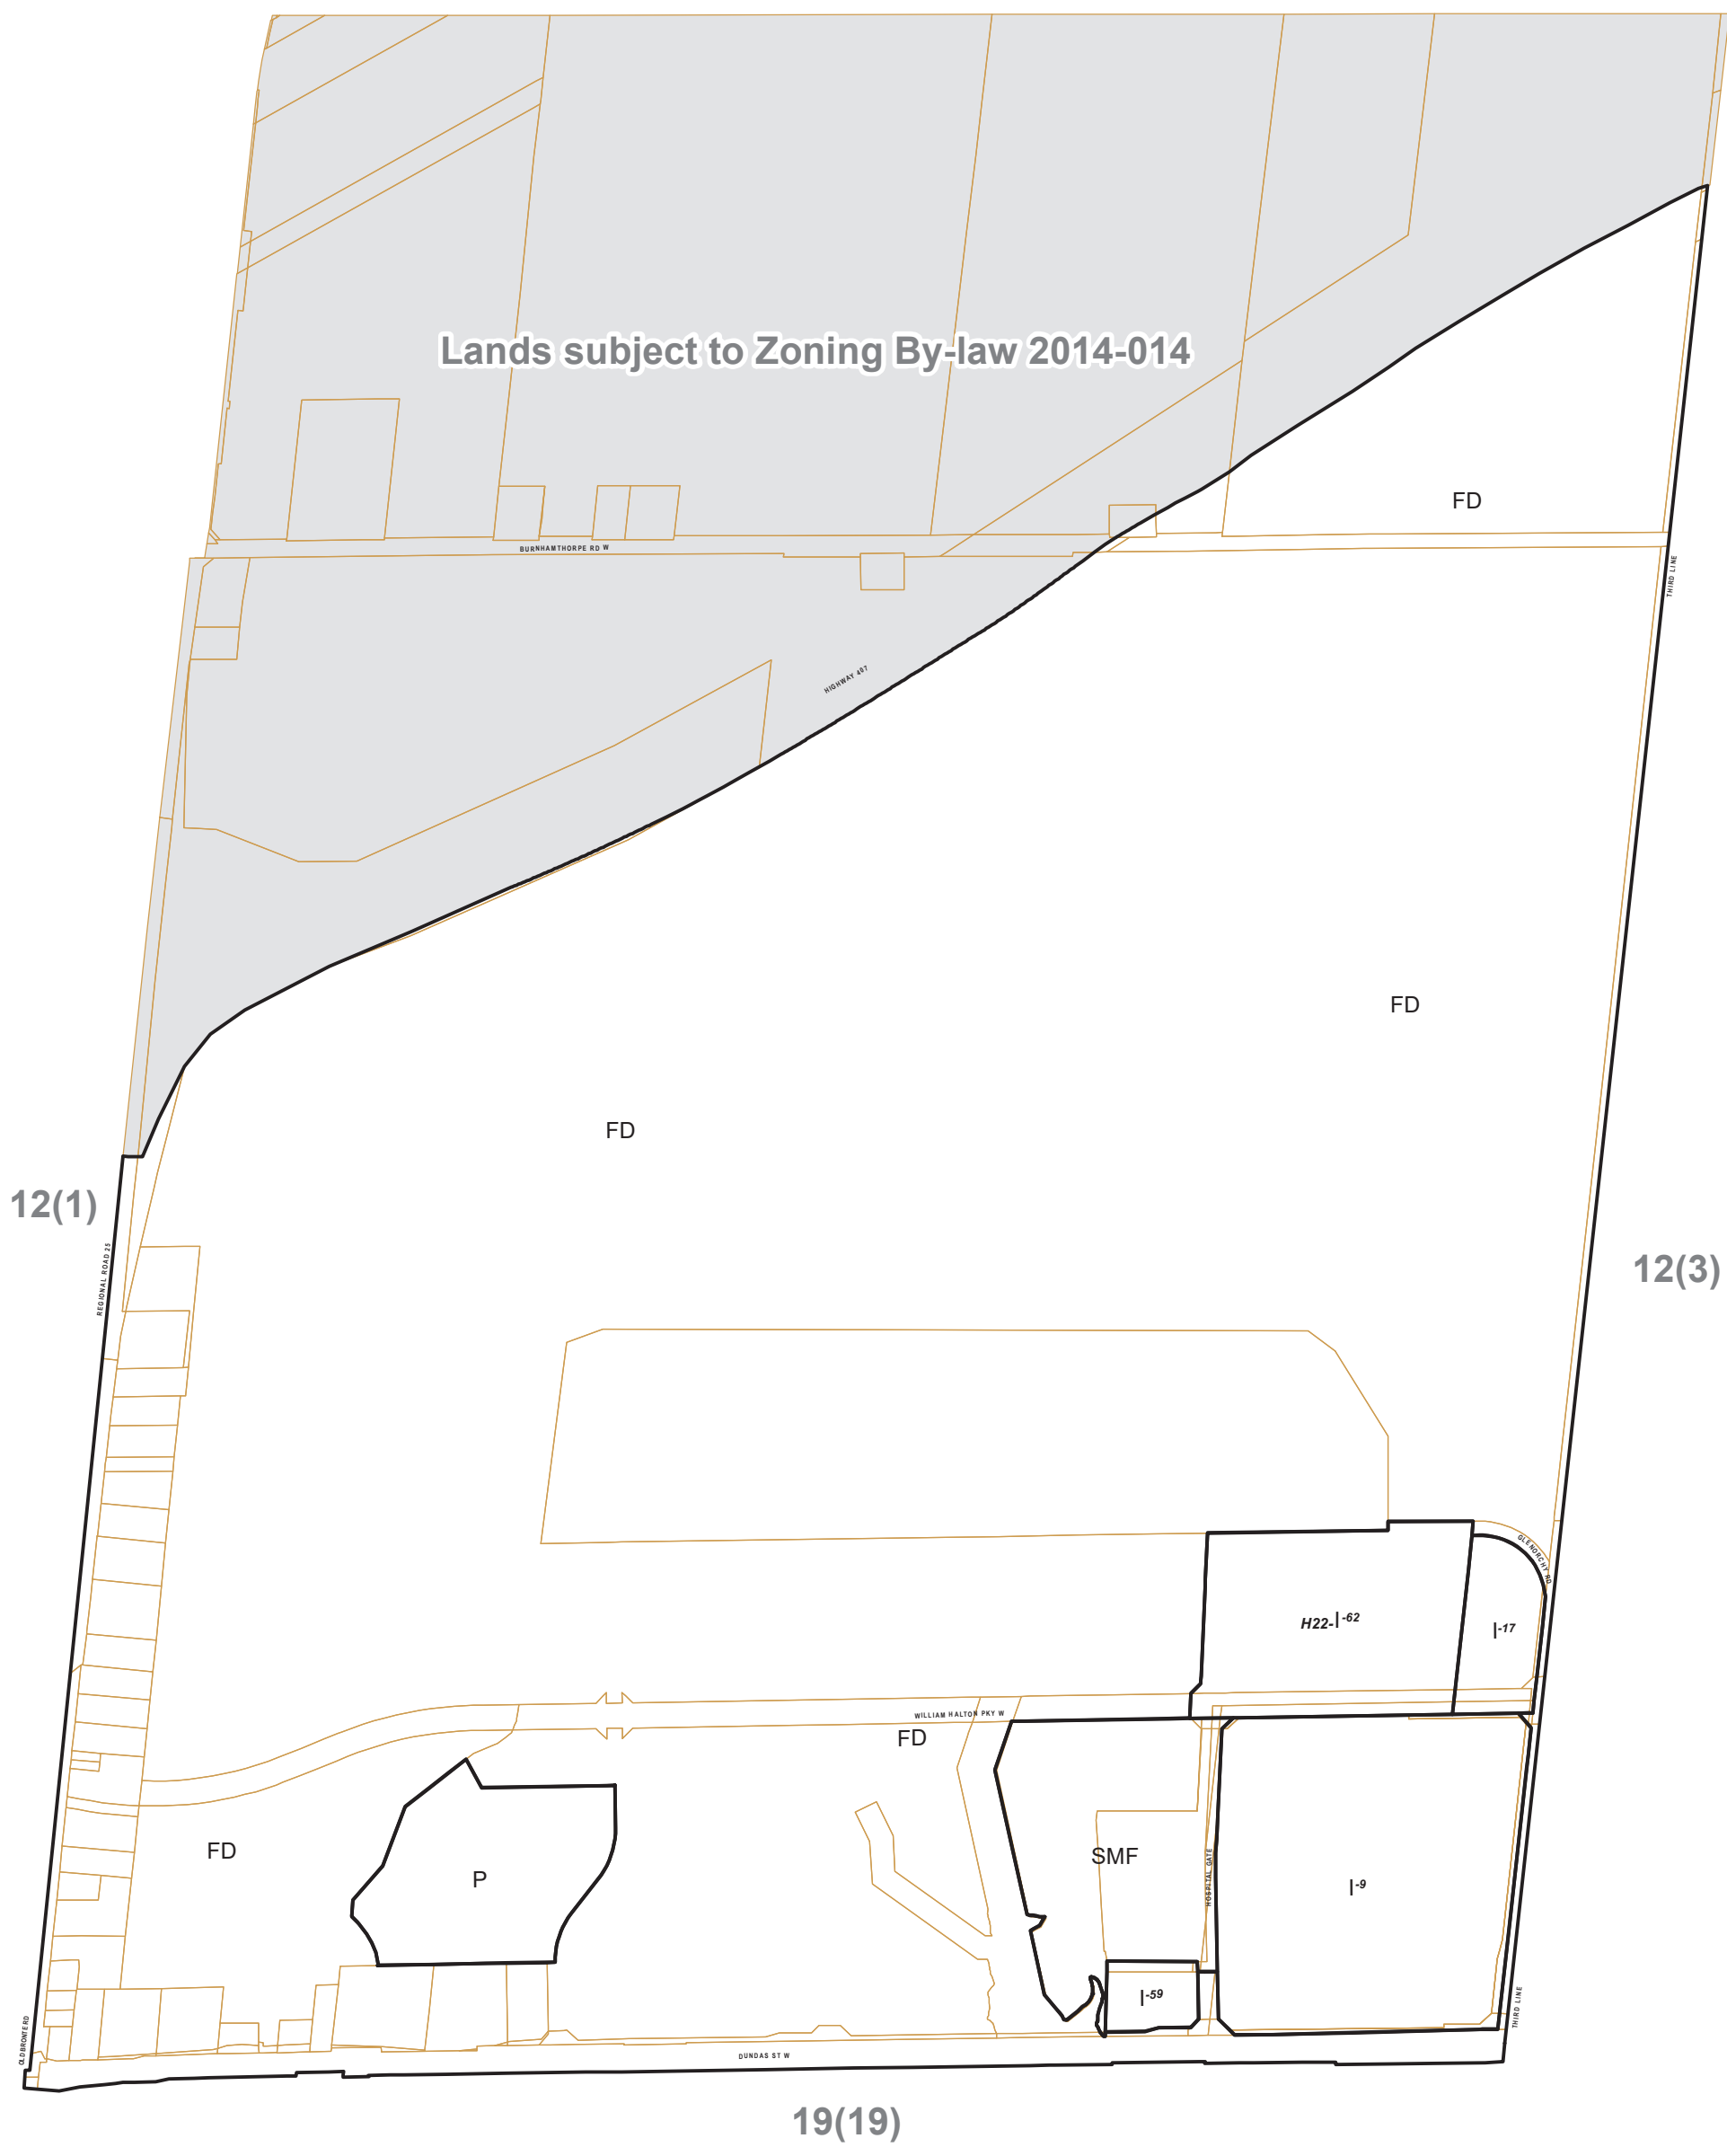 Lands subject to Zoning By-law 2014-014
FD
BURNHAMTHORPE RD W
THIRD LINE
HIGHWAY 407
FD
FD
12(1)
REGIONAL ROAD 25
12(3)
GLENORCHY RD
H22-I-62
I-17
WILLIAM HALTON PKY W
FD
FD
P
SMF
HOSPITAL GATE
I-9
I-59
THIRD LINE
OLD BRONTE RD
DUNDAS ST W
19(19)